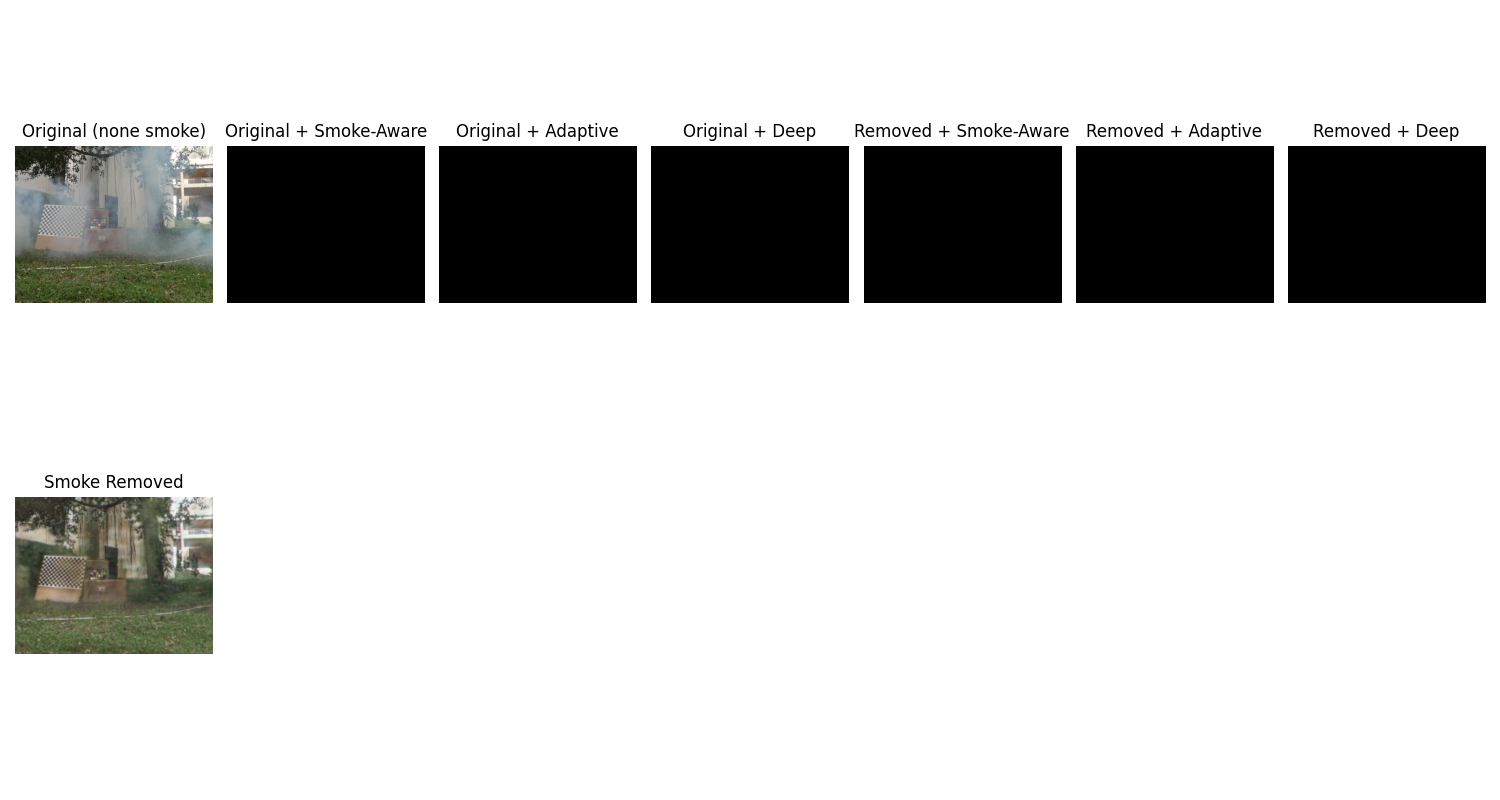 Original (none smoke)
Original + Smoke-Aware
Original + Adaptive
Original + Deep
Removed + Smoke-Aware
Removed + Adaptive
Removed + Deep
Smoke Removed